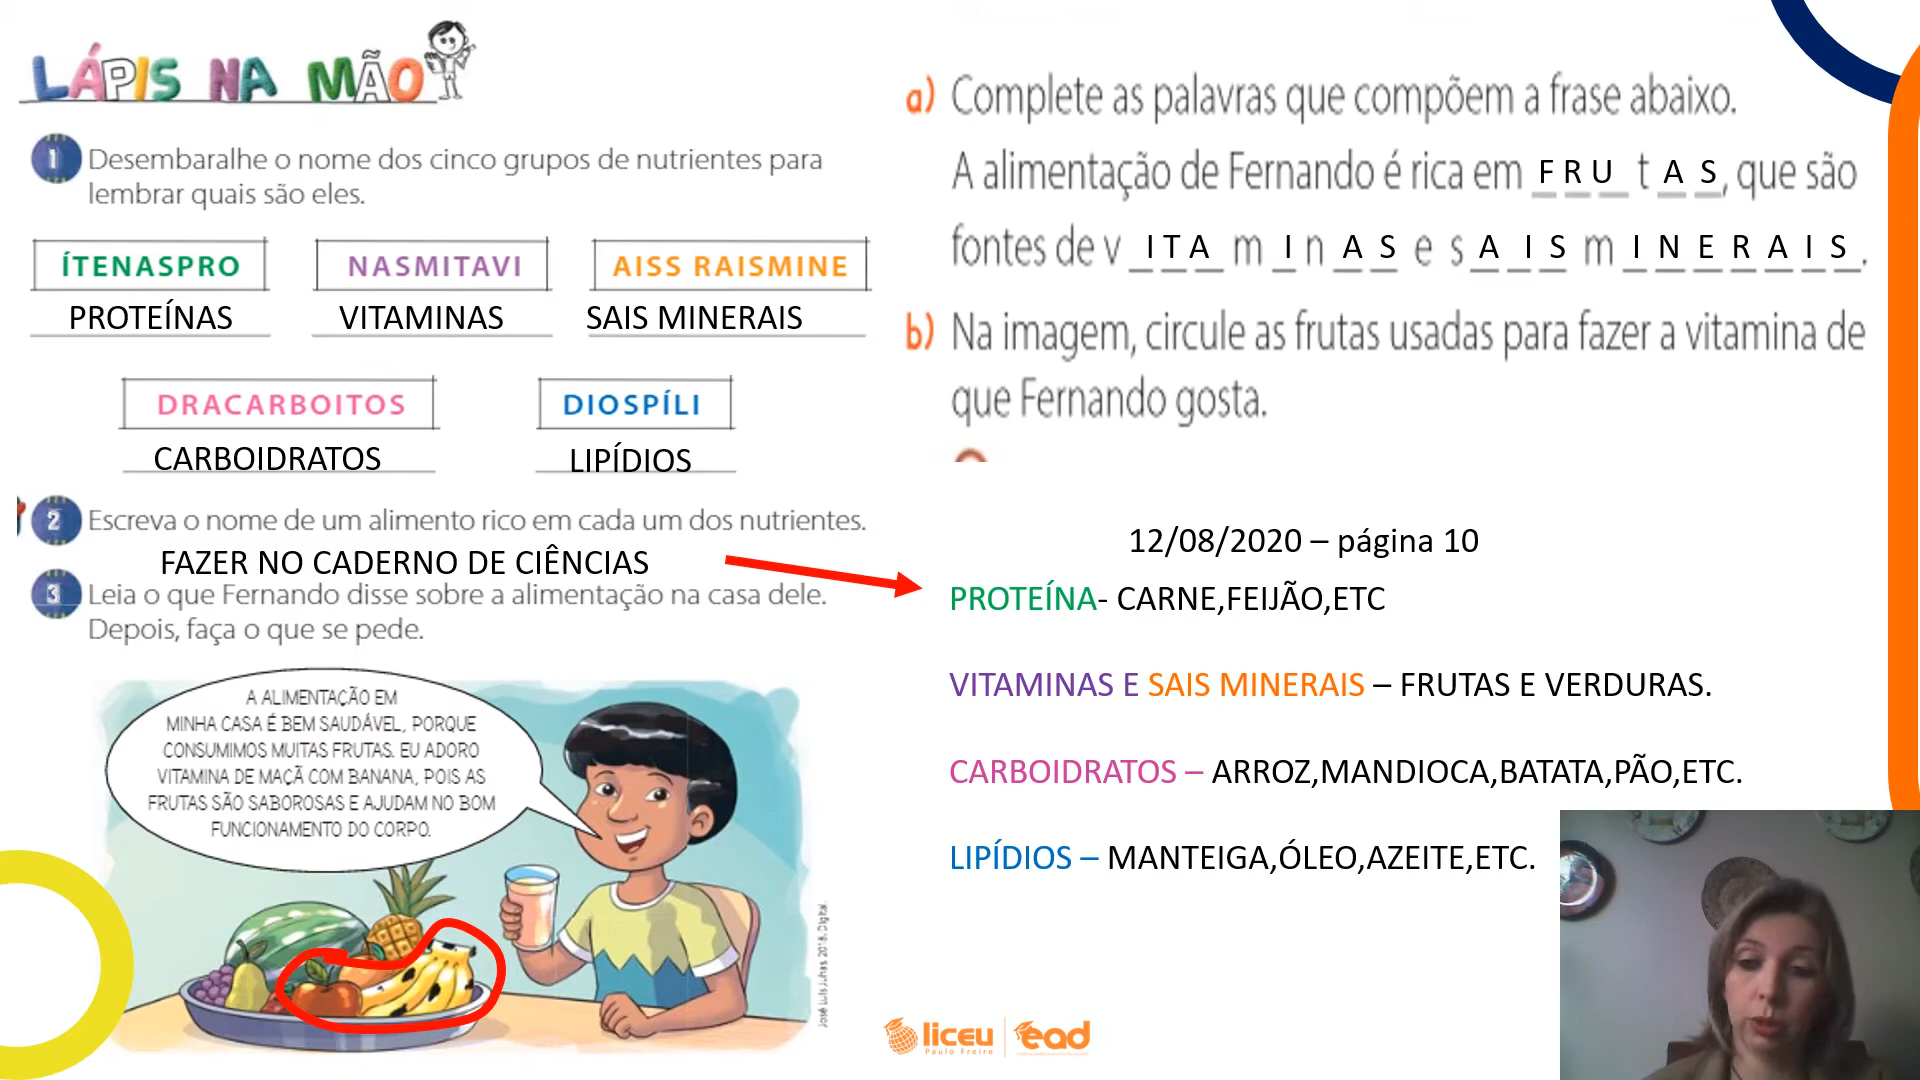 LÁPIS NA MÃO
1 Desembaralhe o nome dos cinco grupos de nutrientes para
lembrar quais são eles.
ÍTENASPRO NASMITAVI AISS RAISMINE
PROTEÍNAS VITAMINAS SAIS MINERAIS
DRACARBOITOS DIOSPÍLI
CARBOIDRATOS LIPÍDIOS
2 Escreva o nome de um alimento rico em cada um dos nutrientes.
FAZER NO CADERNO DE CIÊNCIAS
3 Leia o que Fernando disse sobre a alimentação na casa dele.
Depois, faça o que se pede.
A ALIMENTAÇÃO EM
MINHA CASA É BEM SAUDÁVEL, PORQUE
CONSUMIMOS MUITAS FRUTAS. EU ADORO
VITAMINA DE MAÇÃ COM BANANA, POIS AS
FRUTAS SÃO SABOROSAS E AJUDAM NO BOM
FUNCIONAMENTO DO CORPO.
José Luís Juhas. 2018. Digital.
a) Complete as palavras que compõem a frase abaixo.
A alimentação de Fernando é rica em F R U t A S, que são
fontes de v I T A m I n A S e s A I S m I N E R A I S.
b) Na imagem, circule as frutas usadas para fazer a vitamina de
que Fernando gosta.
12/08/2020 – página 10
PROTEÍNA- CARNE,FEIJÃO,ETC
VITAMINAS E SAIS MINERAIS – FRUTAS E VERDURAS.
CARBOIDRATOS – ARROZ,MANDIOCA,BATATA,PÃO,ETC.
LIPÍDIOS – MANTEIGA,ÓLEO,AZEITE,ETC.
liceu ead
Paulo Freire